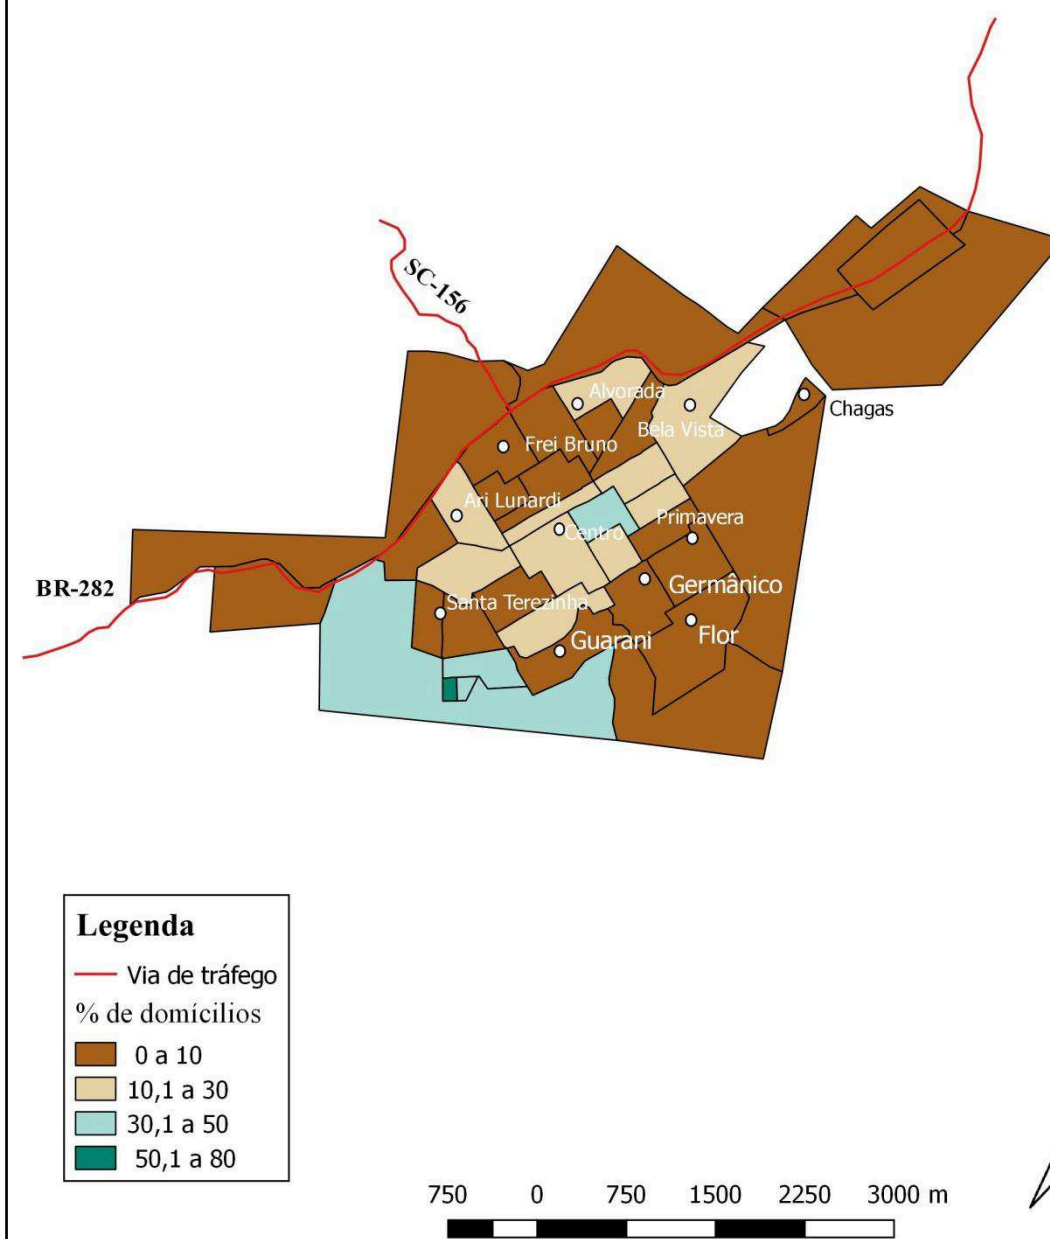 SC-156
Alvorada
Chagas
Bela Vista
Frei Bruno
Ari Lunardi
Primavera
Centro
BR-282
Germânico
Santa Terezinha
Flor
Guarani
Legenda
Via de tráfego
% de domícilios
0 a 10
10,1 a 30
30,1 a 50
50,1 a 80
750 0 750 1500 2250 3000 m